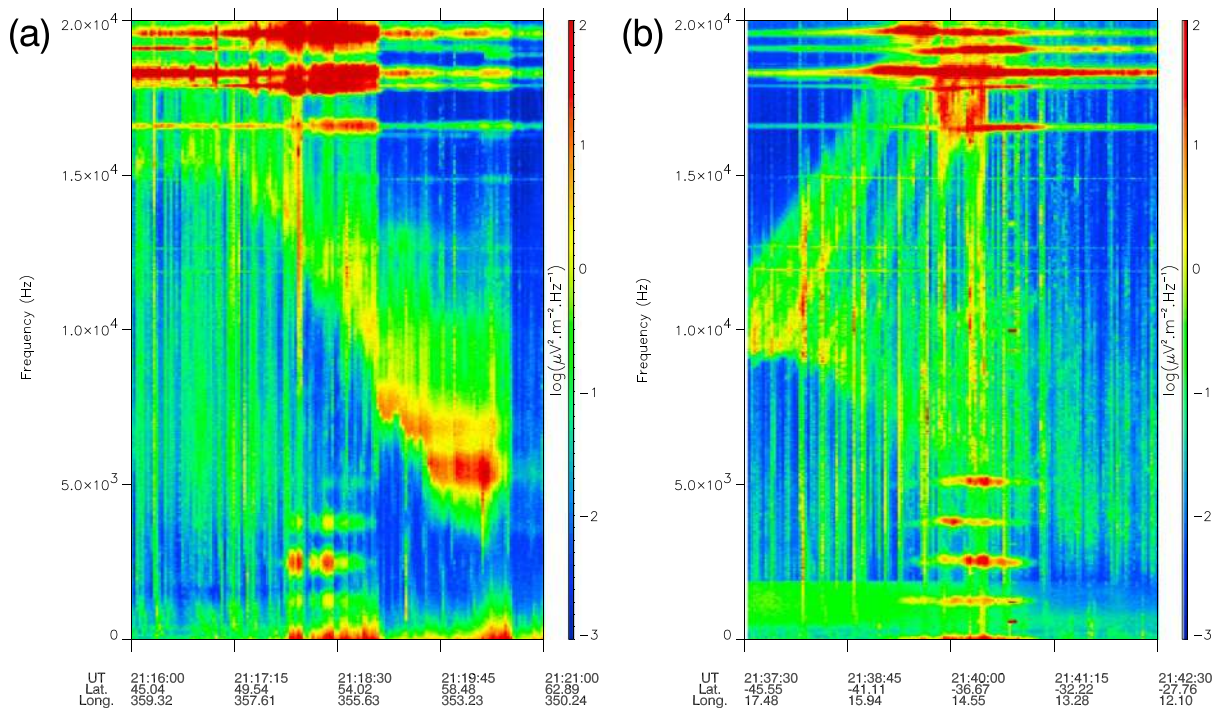 (a)
2.0×10⁴
1.5×10⁴
1.0×10⁴
5.0×10³
0
Frequency (Hz)
2
1
0
−1
−2
−3
log(μV².m⁻².Hz⁻¹)
UT 21:16:00 21:17:15 21:18:30 21:19:45 21:21:00
Lat. 45.04 49.54 54.02 58.48 62.89
Long. 359.32 357.61 355.63 353.23 350.24
(b)
2.0×10⁴
1.5×10⁴
1.0×10⁴
5.0×10³
0
Frequency (Hz)
2
1
0
−1
−2
−3
log(μV².m⁻².Hz⁻¹)
UT 21:37:30 21:38:45 21:40:00 21:41:15 21:42:30
Lat. -45.55 -41.11 -36.67 -32.22 -27.76
Long. 17.48 15.94 14.55 13.28 12.10